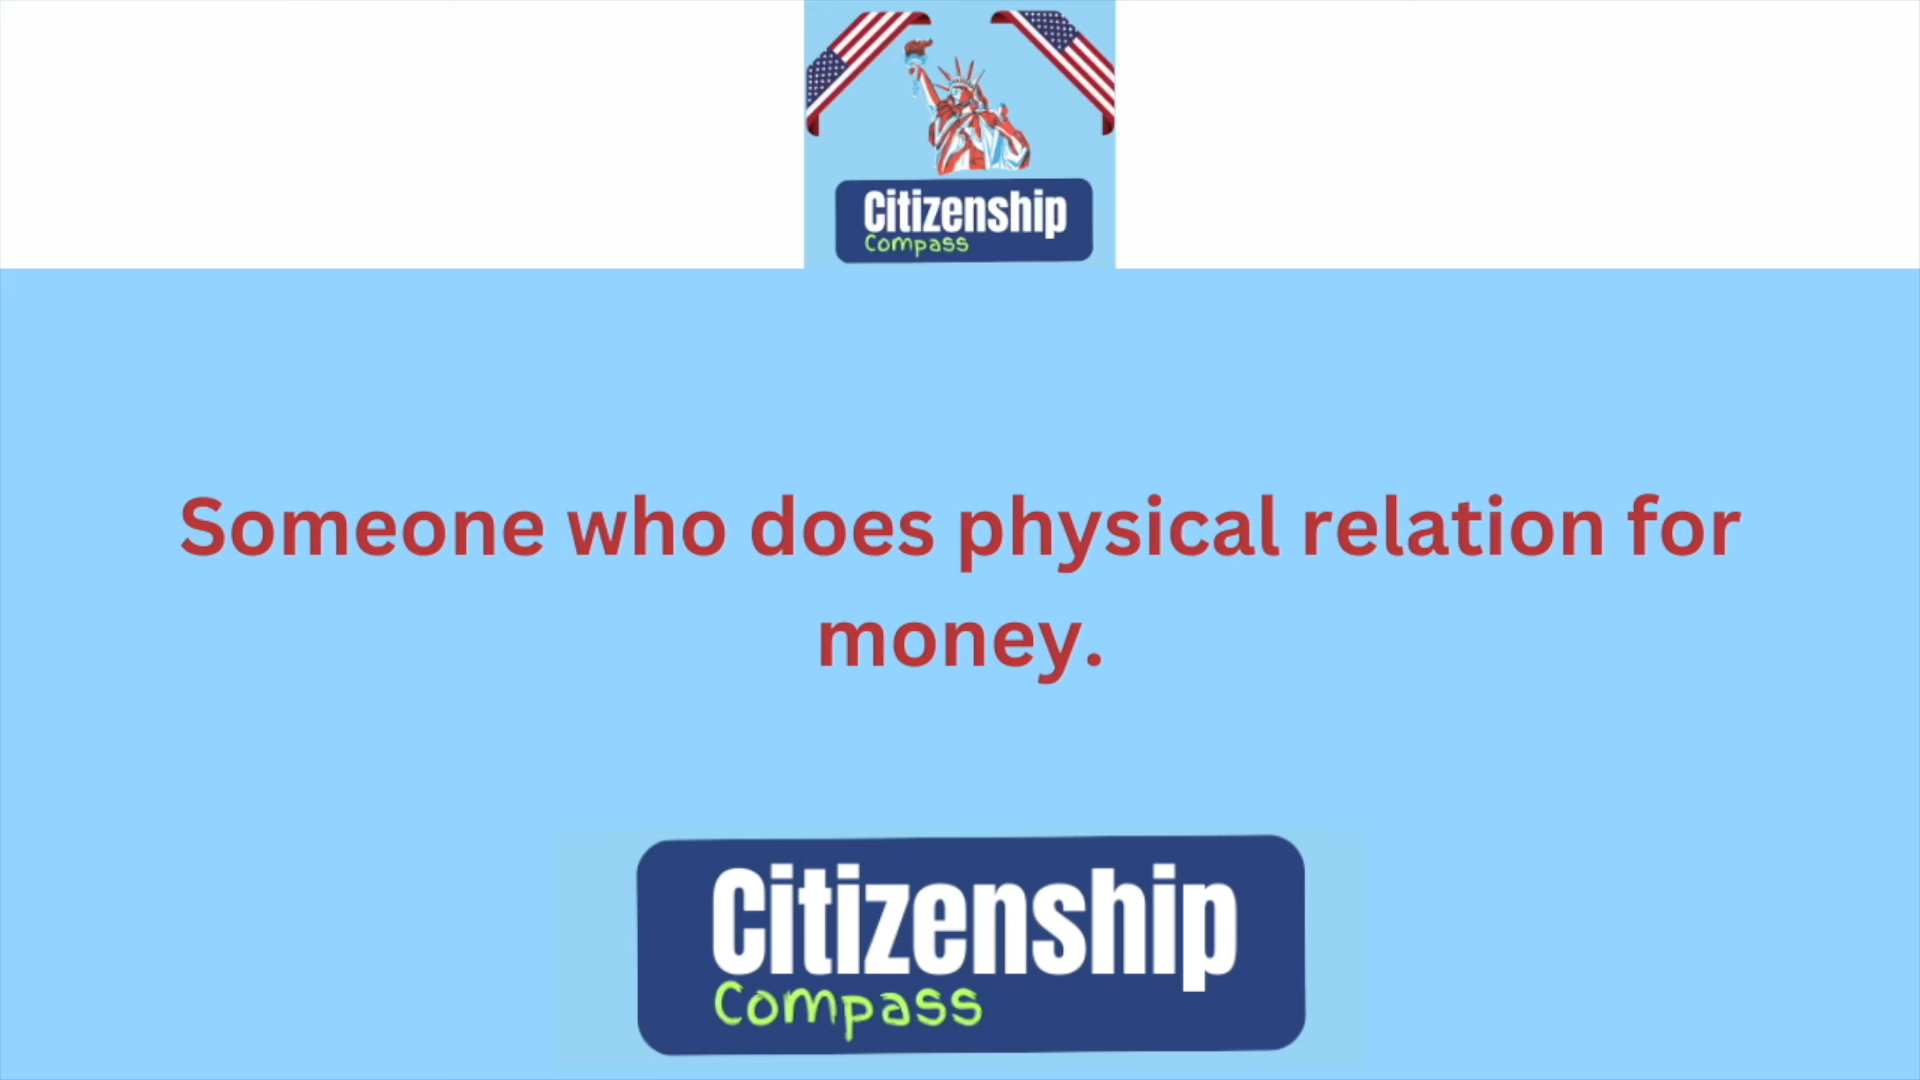 Citizenship
Compass
Someone who does physical relation for
money.
Citizenship
Compass